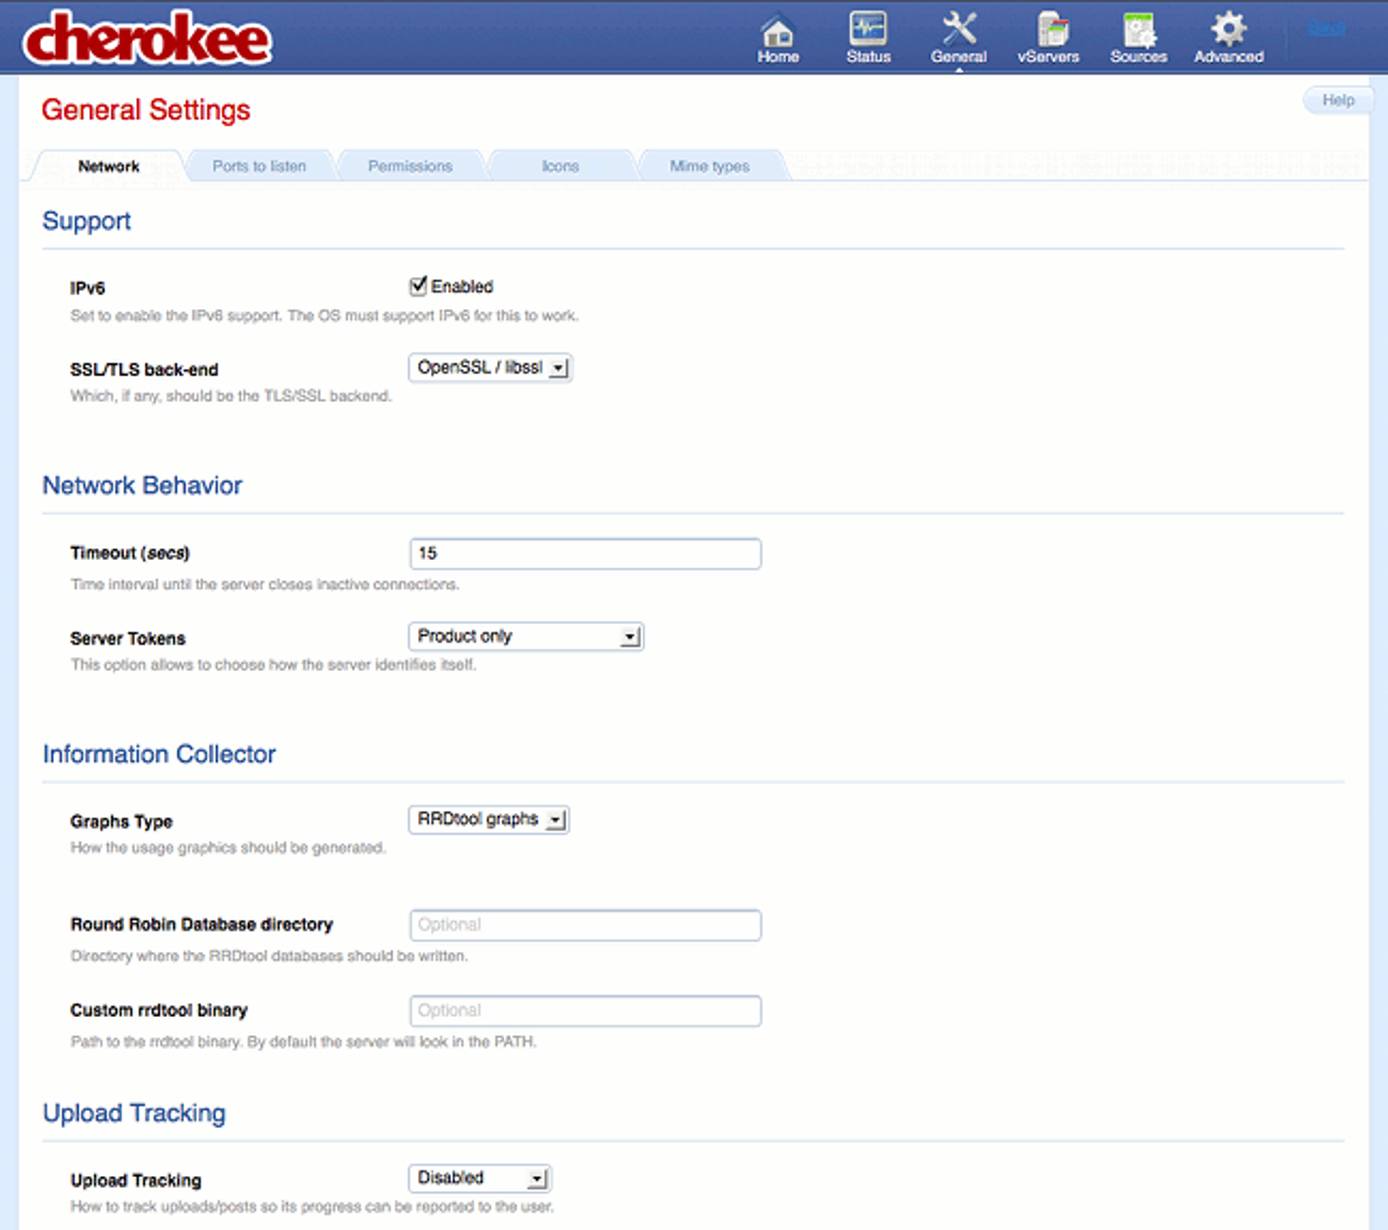 cherokee
Home Status General vServers Sources Advanced
General Settings
Help
Network Ports to listen Permissions Icons Mime types
Support
IPv6 Enabled
Set to enable the IPv6 support. The OS must support IPv6 for this to work.
SSL/TLS back-end OpenSSL / libssl
Which, if any, should be the TLS/SSL backend.
Network Behavior
Timeout (secs) 15
Time interval until the server closes inactive connections.
Server Tokens Product only
This option allows to choose how the server identifies itself.
Information Collector
Graphs Type RRDtool graphs
How the usage graphics should be generated.
Round Robin Database directory Optional
Directory where the RRDtool databases should be written.
Custom rrdtool binary Optional
Path to the rrdtool binary. By default the server will look in the PATH.
Upload Tracking
Upload Tracking Disabled
How to track uploads/posts so its progress can be reported to the user.